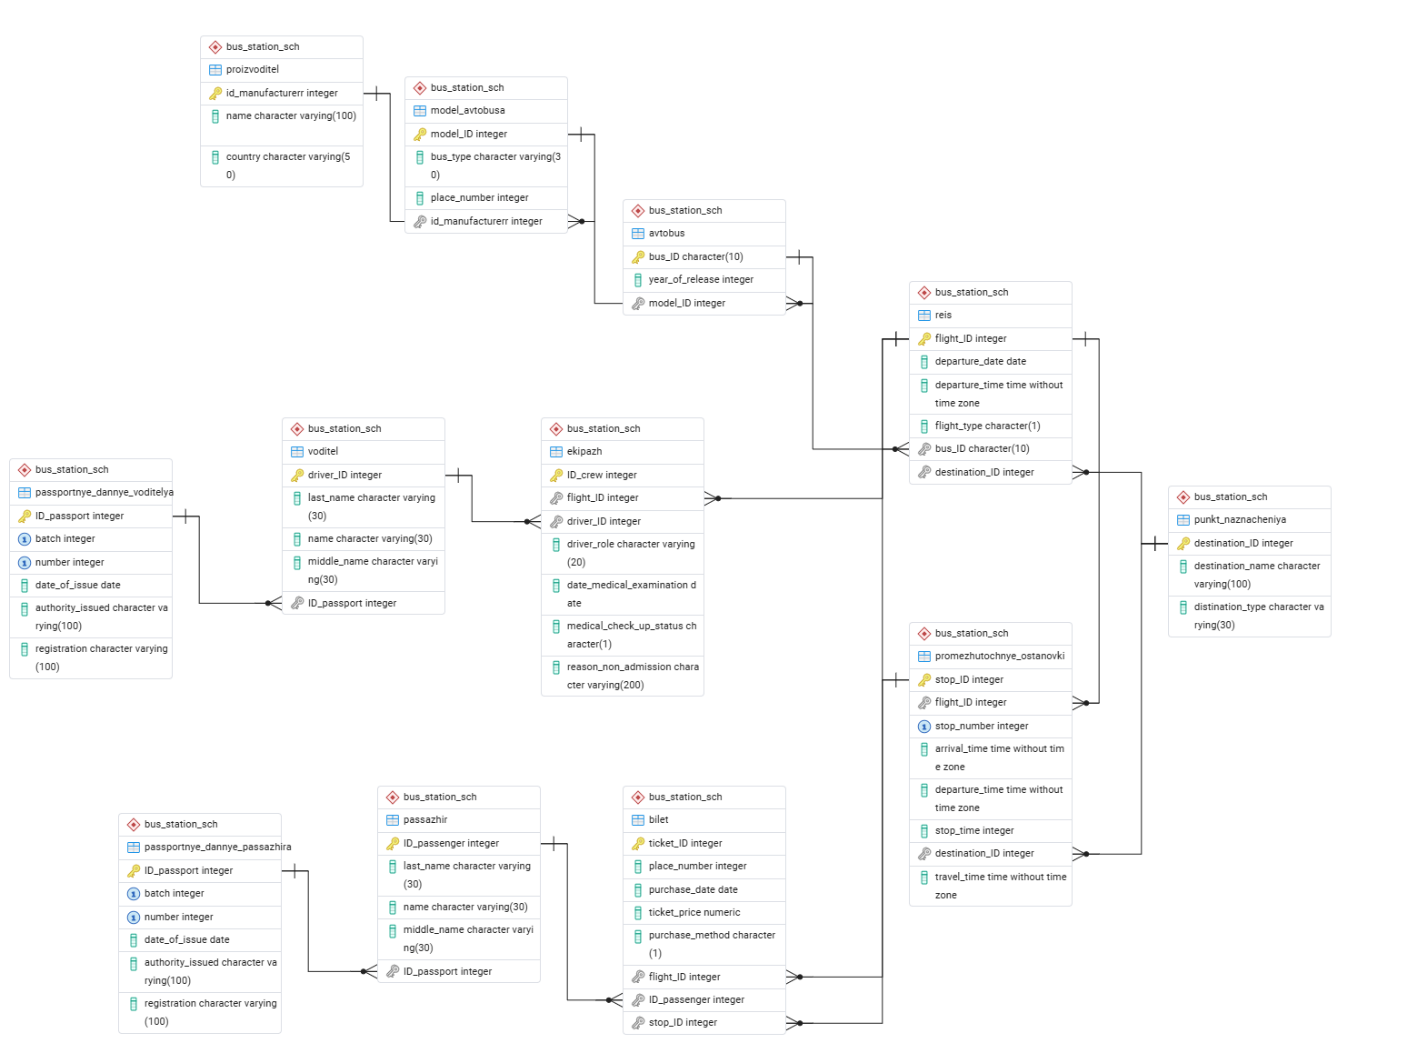 bus_station_sch
proizvoditel
id_manufacturerr integer
name character varying(100)
country character varying(5
0)
bus_station_sch
model_avtobusa
model_ID integer
bus_type character varying(3
0)
place_number integer
id_manufacturerr integer
bus_station_sch
avtobus
bus_ID character(10)
year_of_release integer
model_ID integer
bus_station_sch
reis
flight_ID integer
departure_date date
departure_time time without
time zone
flight_type character(1)
bus_ID character(10)
destination_ID integer
bus_station_sch
passportnye_dannye_voditelya
ID_passport integer
batch integer
number integer
date_of_issue date
authority_issued character va
rying(100)
registration character varying
(100)
bus_station_sch
voditel
driver_ID integer
last_name character varying
(30)
name character varying(30)
middle_name character varyi
ng(30)
ID_passport integer
bus_station_sch
ekipazh
ID_crew integer
flight_ID integer
driver_ID integer
driver_role character varying
(20)
date_medical_examination d
ate
medical_check_up_status ch
aracter(1)
reason_non_admission chara
cter varying(200)
bus_station_sch
punkt_naznacheniya
destination_ID integer
destination_name character
varying(100)
distination_type character va
rying(30)
bus_station_sch
promezhutochnye_ostanovki
stop_ID integer
flight_ID integer
stop_number integer
arrival_time time without tim
e zone
departure_time time without
time zone
stop_time integer
destination_ID integer
travel_time time without time
zone
bus_station_sch
passportnye_dannye_passazhira
ID_passport integer
batch integer
number integer
date_of_issue date
authority_issued character va
rying(100)
registration character varying
(100)
bus_station_sch
passazhir
ID_passenger integer
last_name character varying
(30)
name character varying(30)
middle_name character varyi
ng(30)
ID_passport integer
bus_station_sch
bilet
ticket_ID integer
place_number integer
purchase_date date
ticket_price numeric
purchase_method character
(1)
flight_ID integer
ID_passenger integer
stop_ID integer